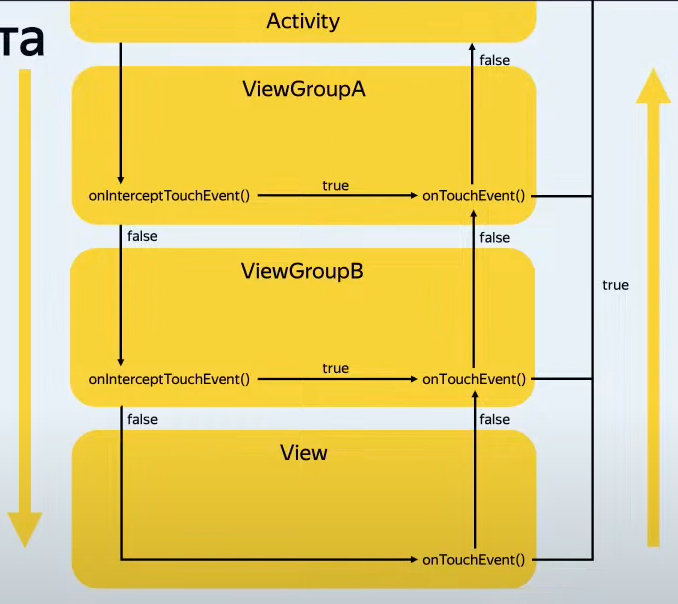 та
Activity
false
ViewGroupA
onInterceptTouchEvent()
true
onTouchEvent()
false
false
ViewGroupB
true
onInterceptTouchEvent()
true
onTouchEvent()
false
false
View
onTouchEvent()